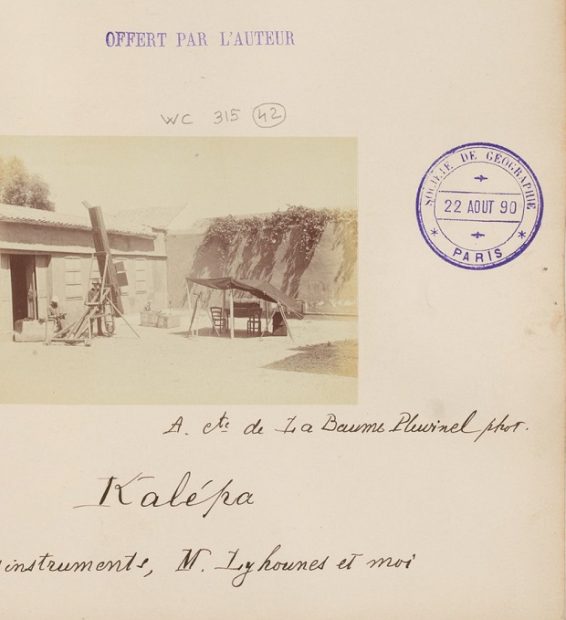 OFFERT PAR L'AUTEUR
WC 315 42
SOCIÉTÉ DE GÉOGRAPHIE
22 AOUT 90
PARIS
A. cte de La Baume Pluvinel phot.
Kalépa
instruments, M. Lyhounes et moi